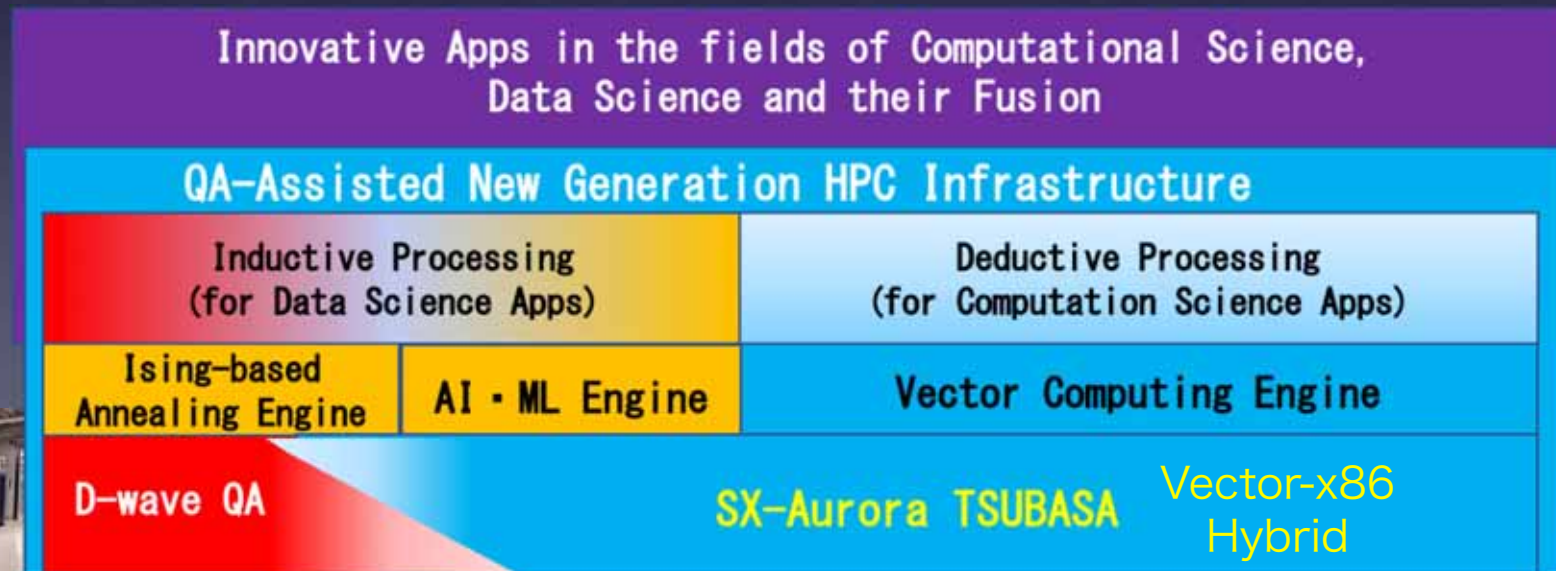 Innovative Apps in the fields of Computational Science,
Data Science and their Fusion
QA-Assisted New Generation HPC Infrastructure
Inductive Processing
(for Data Science Apps)
Deductive Processing
(for Computation Science Apps)
Ising-based
Annealing Engine
AI・ML Engine
Vector Computing Engine
D-wave QA
SX-Aurora TSUBASA
Vector-x86
Hybrid